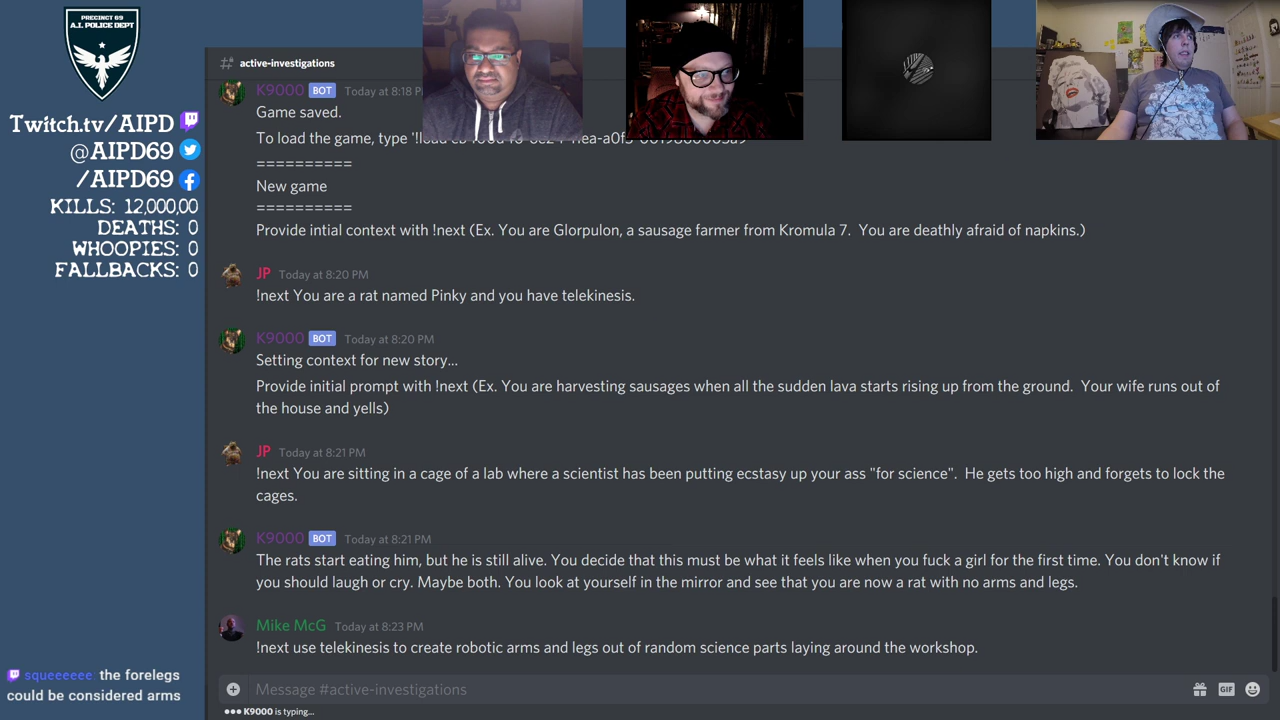 PRECINCT 69
A.I. POLICE DEPT
Twitch.tv/AIPD
@AIPD69
/AIPD69
KILLS: 12,000,00
DEATHS: 0
WHOOPIES: 0
FALLBACKS: 0
squeeeeee: the forelegs
could be considered arms
active-investigations
K9000 BOT Today at 8:18
Game saved.
To load the game, type
==========
New game
==========
Provide intial context with !next (Ex. You are Glorpulon, a sausage farmer from Kromula 7.  You are deathly afraid of napkins.)
JP Today at 8:20 PM
!next You are a rat named Pinky and you have telekinesis.
K9000 BOT Today at 8:20 PM
Setting context for new story...
Provide initial prompt with !next (Ex. You are harvesting sausages when all the sudden lava starts rising up from the ground.  Your wife runs out of
the house and yells)
JP Today at 8:21 PM
!next You are sitting in a cage of a lab where a scientist has been putting ecstasy up your ass "for science".  He gets too high and forgets to lock the
cages.
K9000 BOT Today at 8:21 PM
The rats start eating him, but he is still alive. You decide that this must be what it feels like when you fuck a girl for the first time. You don't know if
you should laugh or cry. Maybe both. You look at yourself in the mirror and see that you are now a rat with no arms and legs.
Mike McG Today at 8:23 PM
!next use telekinesis to create robotic arms and legs out of random science parts laying around the workshop.
Message #active-investigations
GIF
K9000 is typing...